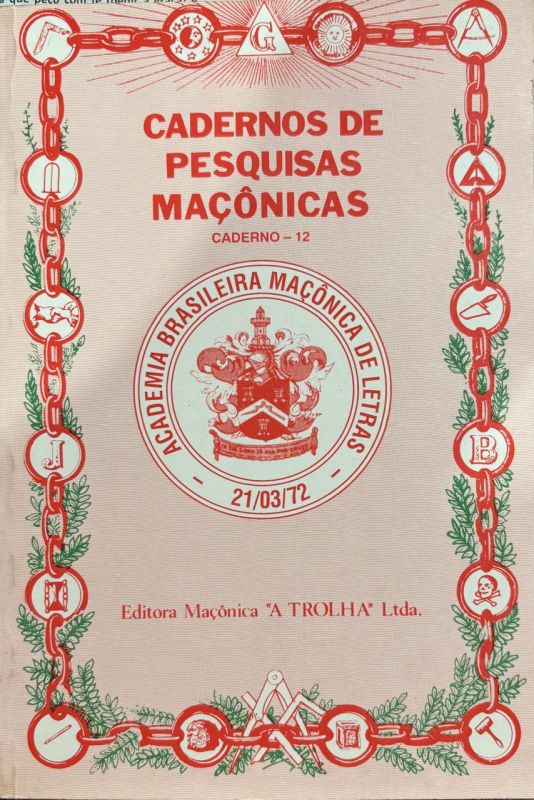 G
CADERNOS DE
PESQUISAS
MAÇÔNICAS
CADERNO – 12
ACADEMIA BRASILEIRA MAÇÔNICA DE LETRAS
– 21/03/72 –
J
B
Editora Maçônica "A TROLHA" Ltda.